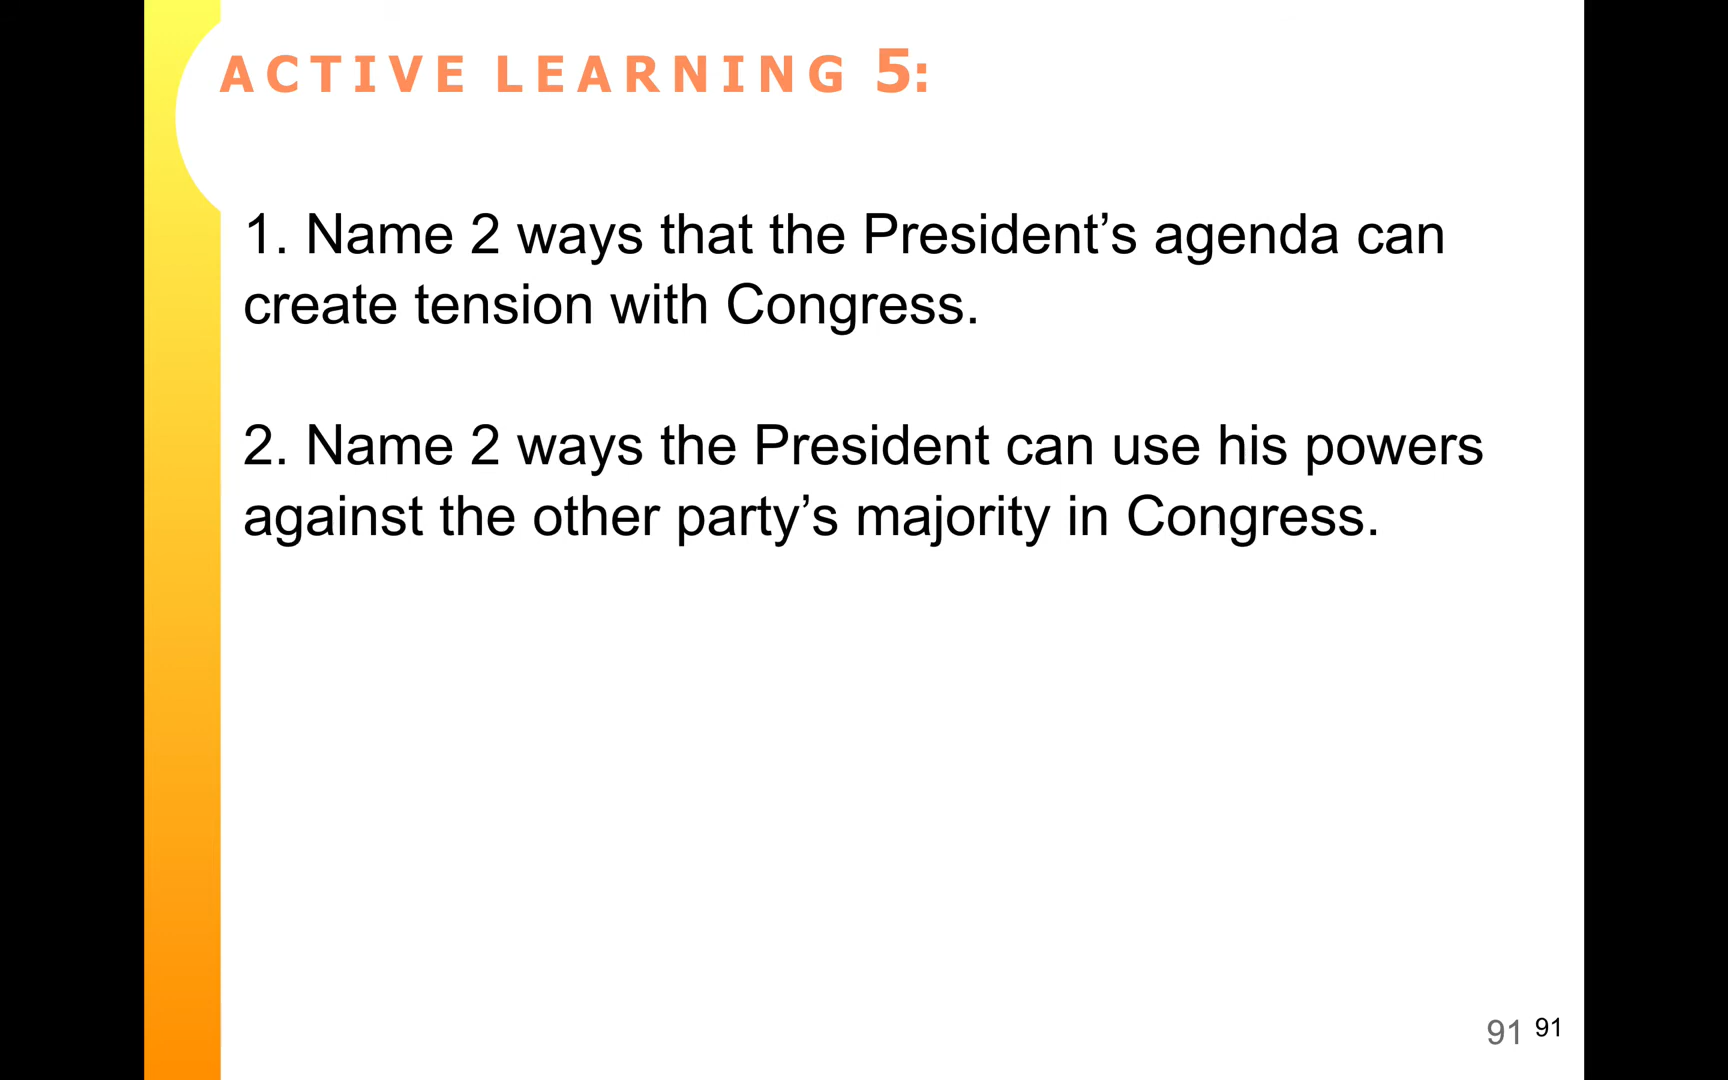 ACTIVE LEARNING 5:
1. Name 2 ways that the President’s agenda can
create tension with Congress.
2. Name 2 ways the President can use his powers
against the other party’s majority in Congress.
91 91